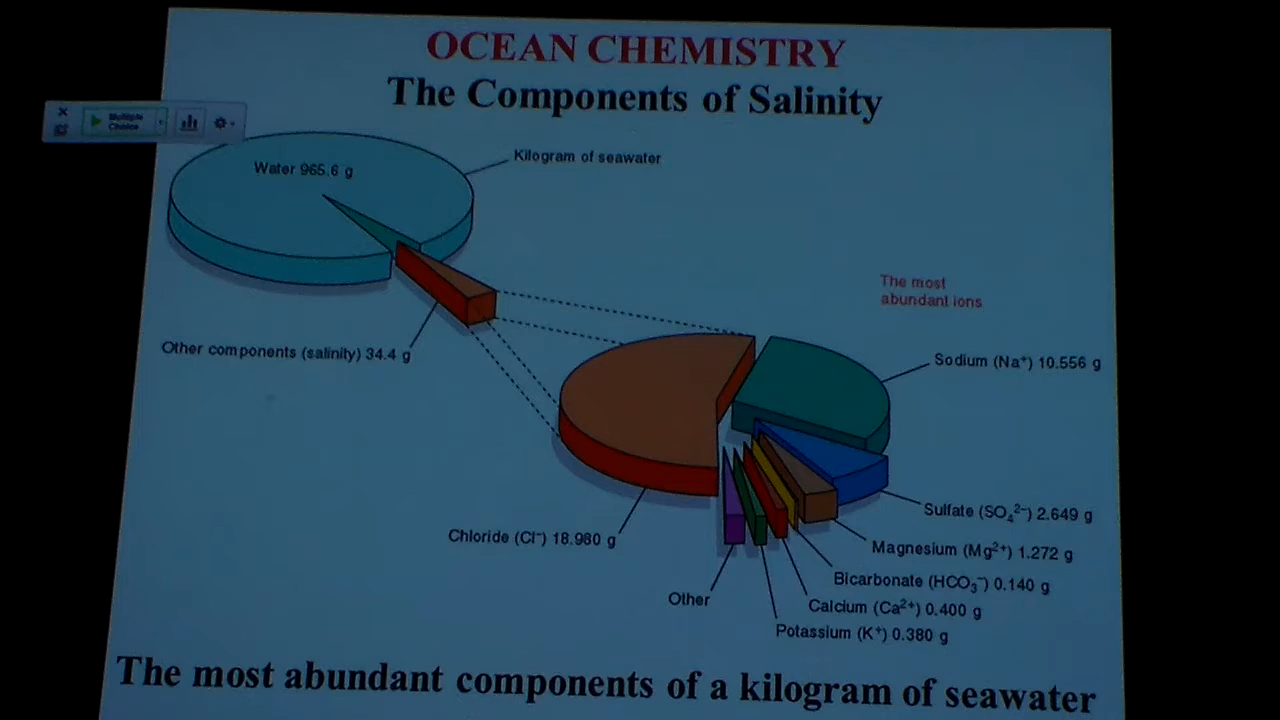 OCEAN CHEMISTRY
The Components of Salinity
Multiple
Choice
Water 965.6 g
Kilogram of seawater
The most
abundant ions
Other components (salinity) 34.4 g
Sodium (Na⁺) 10.556 g
Sulfate (SO₄²⁻) 2.649 g
Chloride (Cl⁻) 18.980 g
Magnesium (Mg²⁺) 1.272 g
Bicarbonate (HCO₃⁻) 0.140 g
Other
Calcium (Ca²⁺) 0.400 g
Potassium (K⁺) 0.380 g
The most abundant components of a kilogram of seawater